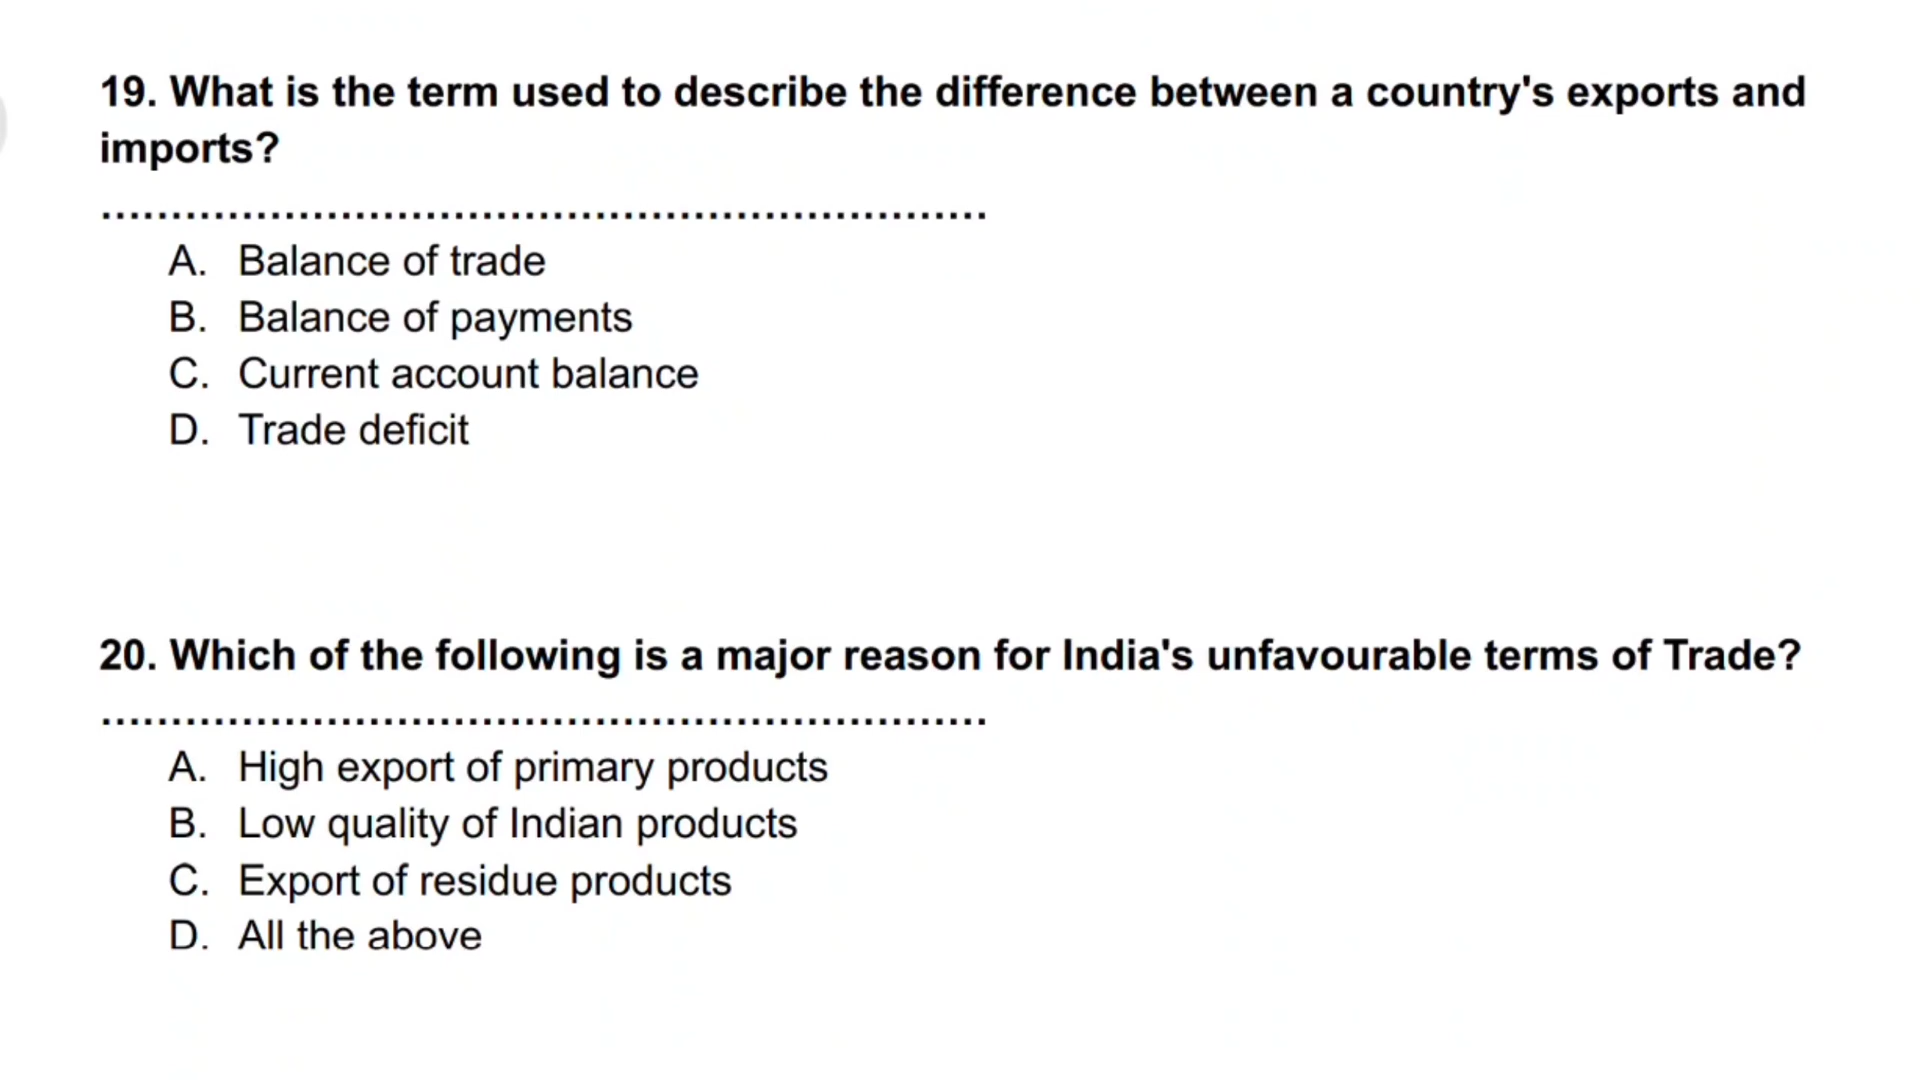 19. What is the term used to describe the difference between a country's exports and
imports?
...............................................................
A. Balance of trade
B. Balance of payments
C. Current account balance
D. Trade deficit
20. Which of the following is a major reason for India's unfavourable terms of Trade?
...............................................................
A. High export of primary products
B. Low quality of Indian products
C. Export of residue products
D. All the above